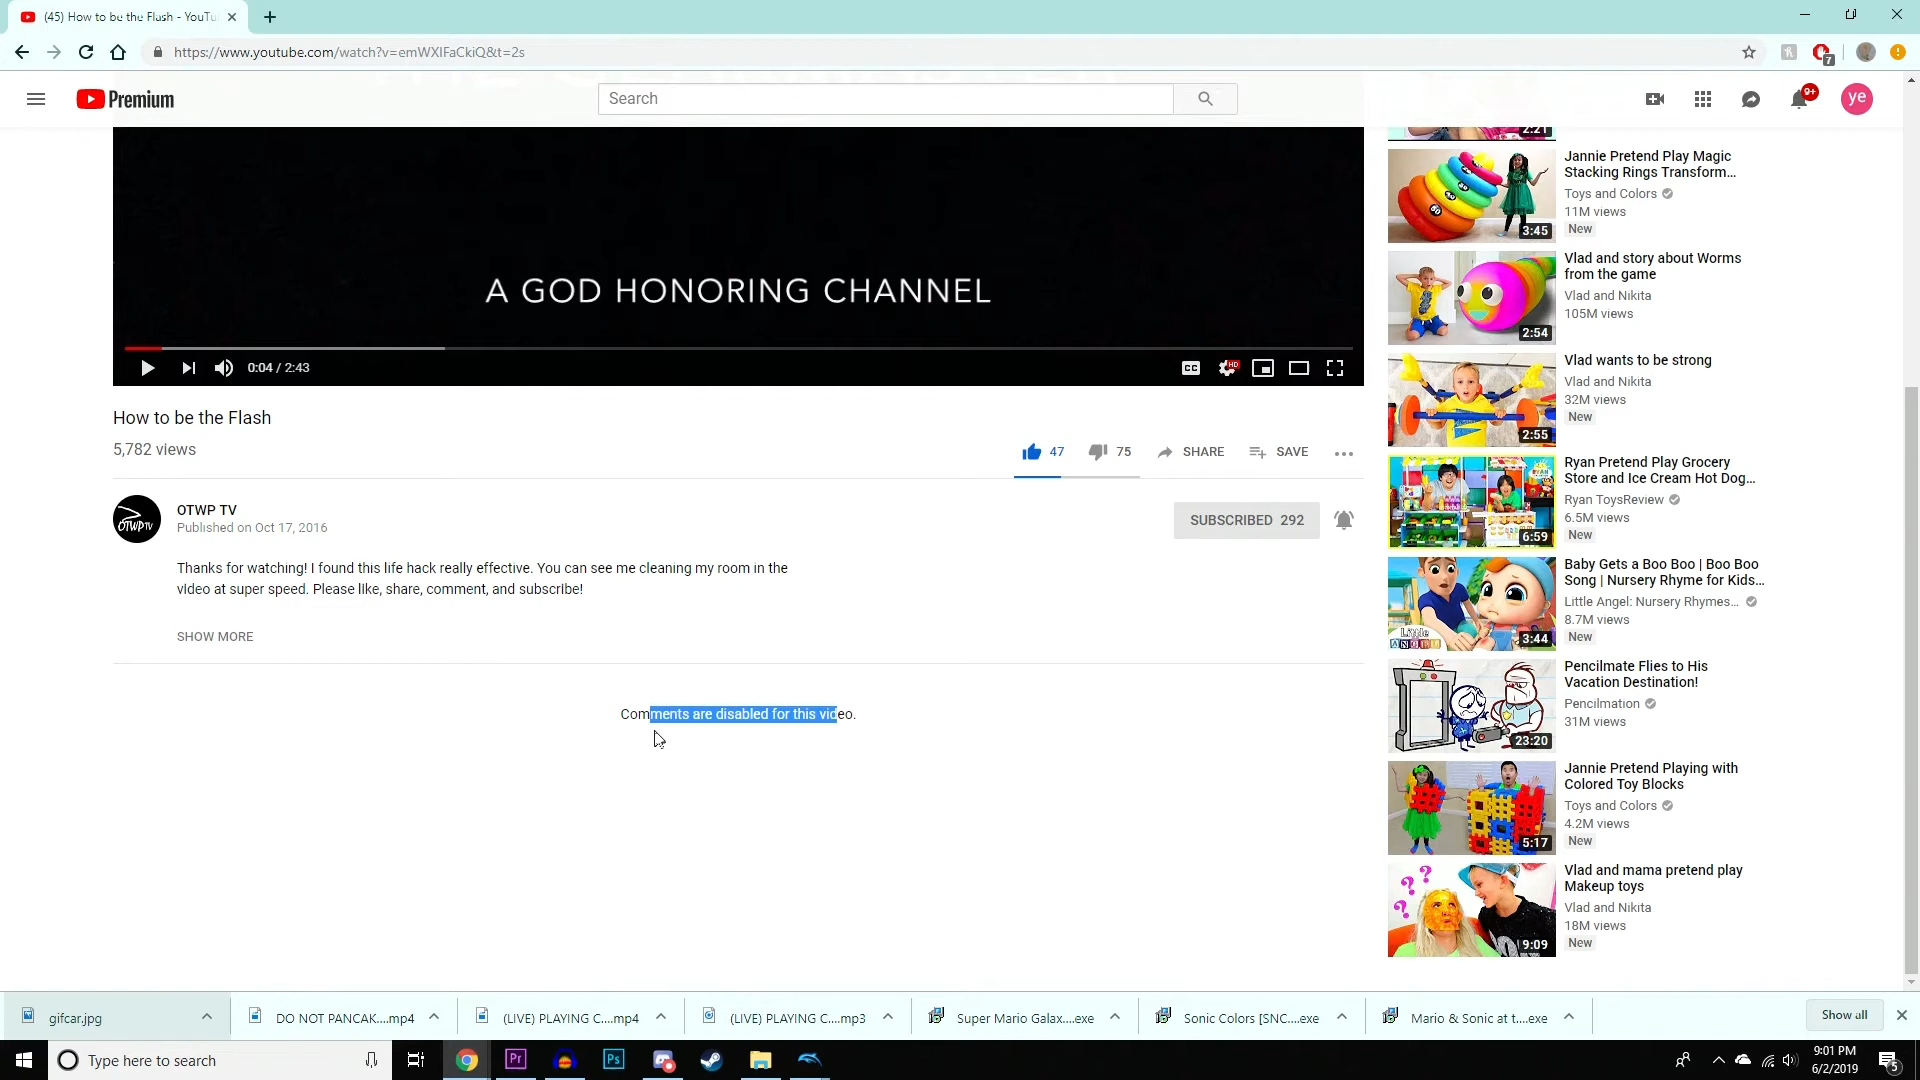 (45) How to be the Flash - YouTu
https://www.youtube.com/watch?v=emWXIFaCkiQ&t=2s
7
Premium
Search
9+
ye
A GOD HONORING CHANNEL
0:04 / 2:43
CC
HD
How to be the Flash
5,782 views
47
75
SHARE
SAVE
OTWP TV
OTWP TV
Published on Oct 17, 2016
SUBSCRIBED 292
Thanks for watching! I found this life hack really effective. You can see me cleaning my room in the
video at super speed. Please like, share, comment, and subscribe!
SHOW MORE
Comments are disabled for this video.
2:21
3:45
Jannie Pretend Play Magic
Stacking Rings Transform...
Toys and Colors
11M views
New
2:54
Vlad and story about Worms
from the game
Vlad and Nikita
105M views
2:55
Vlad wants to be strong
Vlad and Nikita
32M views
New
6:59
Ryan Pretend Play Grocery
Store and Ice Cream Hot Dog...
Ryan ToysReview
6.5M views
New
Little
ANGEL
3:44
Baby Gets a Boo Boo | Boo Boo
Song | Nursery Rhyme for Kids...
Little Angel: Nursery Rhymes...
8.7M views
New
23:20
Pencilmate Flies to His
Vacation Destination!
Pencilmation
31M views
5:17
Jannie Pretend Playing with
Colored Toy Blocks
Toys and Colors
4.2M views
New
? ?
?
9:09
Vlad and mama pretend play
Makeup toys
Vlad and Nikita
18M views
New
gifcar.jpg
DO NOT PANCAK....mp4
(LIVE) PLAYING C....mp4
(LIVE) PLAYING C....mp3
Super Mario Galax....exe
Sonic Colors [SNC....exe
Mario & Sonic at t....exe
Show all
Type here to search
Pr
Ps
9:01 PM
6/2/2019
5